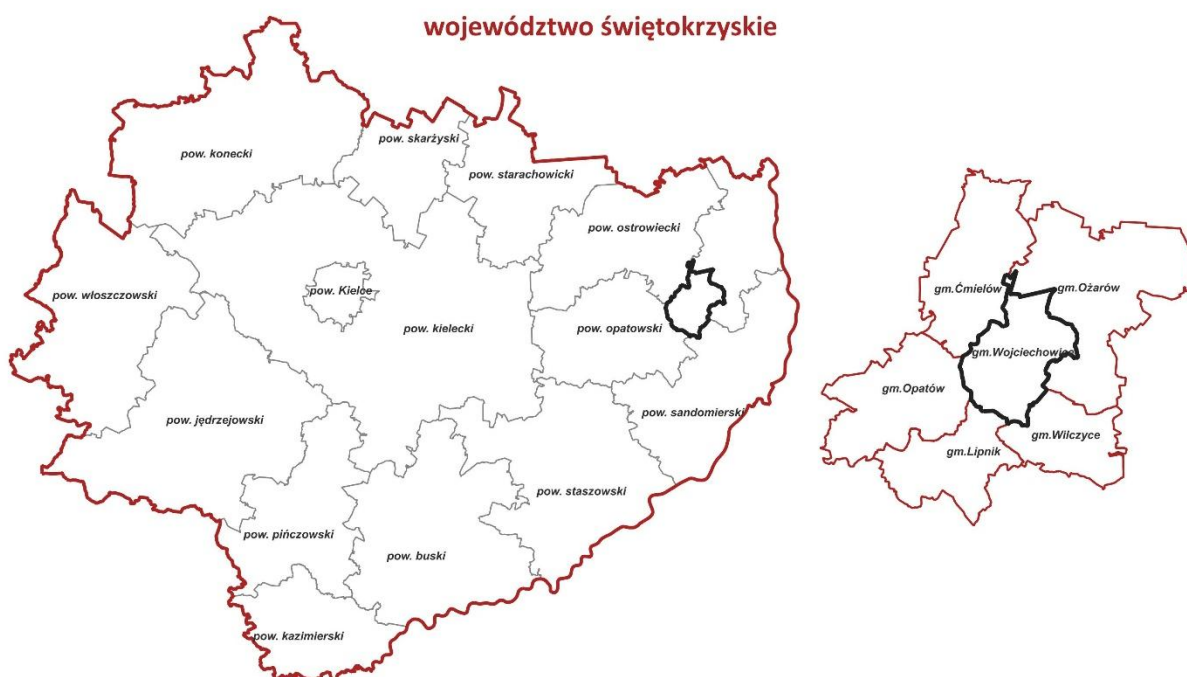 województwo świętokrzyskie
pow. skarżyski
pow. konecki
pow. starachowicki
pow. ostrowiecki
pow. włoszczowski
pow. Kielce
pow. kielecki
pow. opatowski
pow. jędrzejowski
pow. sandomierski
pow. staszowski
pow. pińczowski
pow. buski
pow. kazimierski
gm.Ćmielów
gm.Ożarów
gm.Wojciechowice
gm.Opatów
gm.Wilczyce
gm.Lipnik